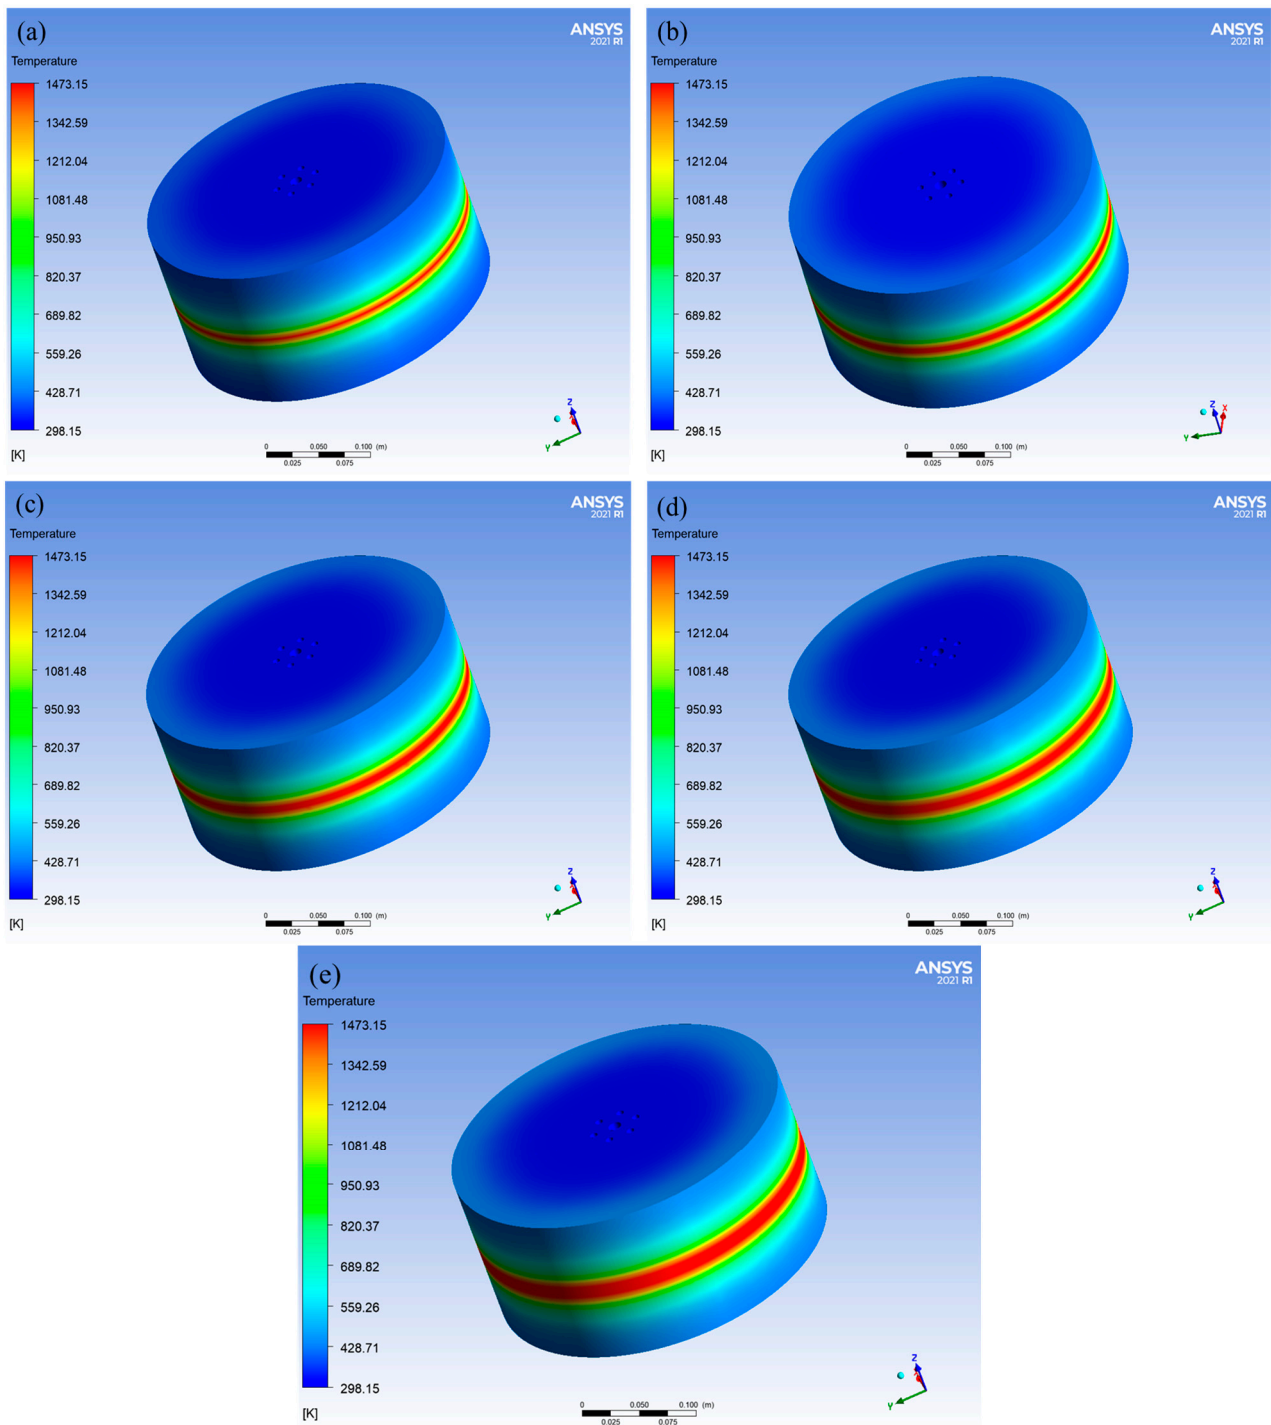 (a)
ANSYS
2021 R1
Temperature
1473.15
1342.59
1212.04
1081.48
950.93
820.37
689.82
559.26
428.71
298.15
[K]
0 0.050 0.100 (m)
0.025 0.075
Z
X
Y
(b)
ANSYS
2021 R1
Temperature
1473.15
1342.59
1212.04
1081.48
950.93
820.37
689.82
559.26
428.71
298.15
[K]
0 0.050 0.100 (m)
0.025 0.075
Z
X
Y
(c)
ANSYS
2021 R1
Temperature
1473.15
1342.59
1212.04
1081.48
950.93
820.37
689.82
559.26
428.71
298.15
[K]
0 0.050 0.100 (m)
0.025 0.075
Z
X
Y
(d)
ANSYS
2021 R1
Temperature
1473.15
1342.59
1212.04
1081.48
950.93
820.37
689.82
559.26
428.71
298.15
[K]
0 0.050 0.100 (m)
0.025 0.075
Z
X
Y
(e)
ANSYS
2021 R1
Temperature
1473.15
1342.59
1212.04
1081.48
950.93
820.37
689.82
559.26
428.71
298.15
[K]
0 0.050 0.100 (m)
0.025 0.075
Z
X
Y